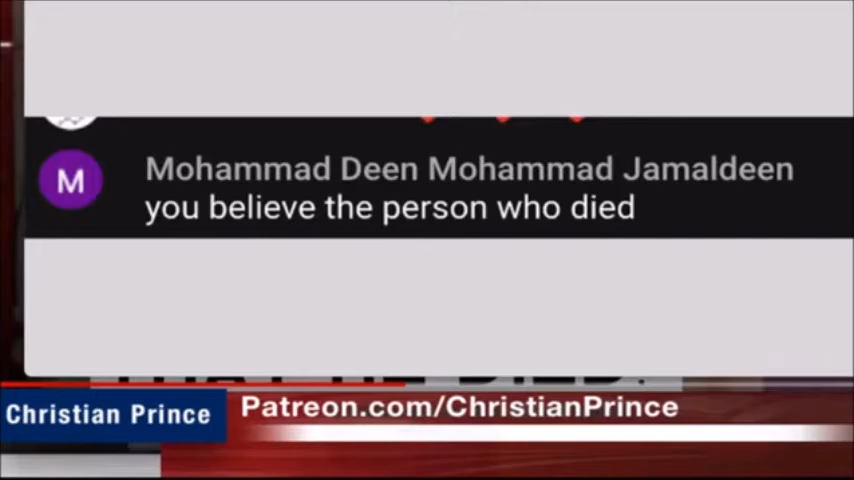 M
Mohammad Deen Mohammad Jamaldeen
you believe the person who died
Christian Prince
Patreon.com/ChristianPrince